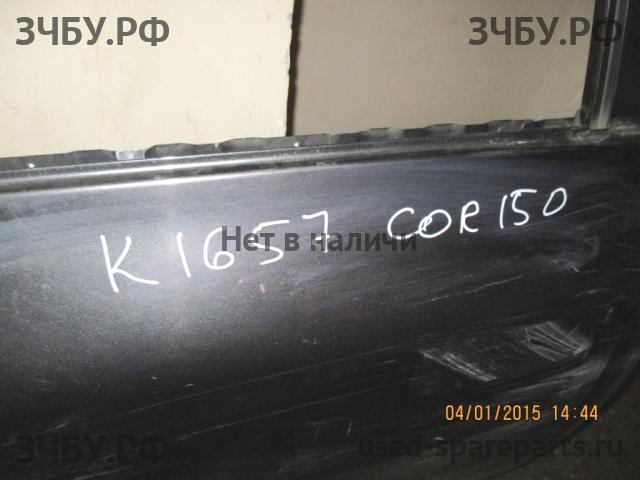 ЗЧБУ.РФ ЗЧБУ.РФ
K1657 COR150
Нет в наличи
04/01/2015 14:44
ЗЧБУ.РФ used-spareparts.ru